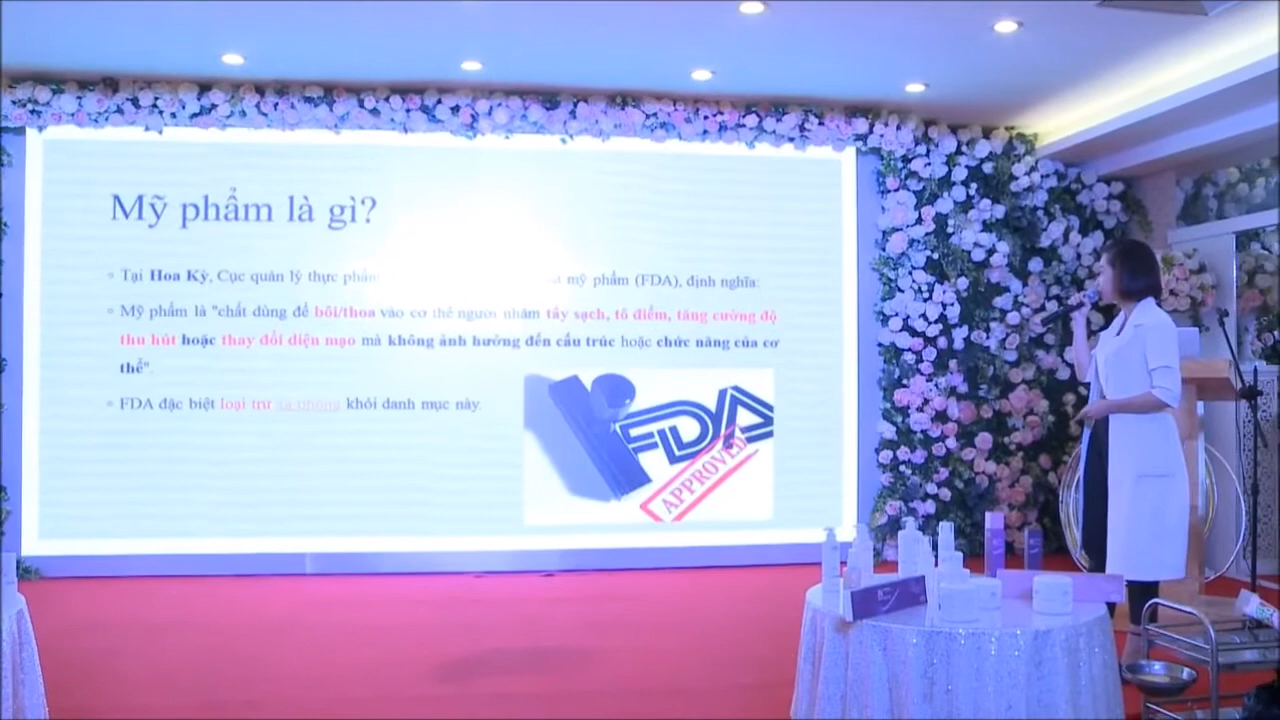 Mỹ phẩm là gì?
Tại Hoa Kỳ, Cục quản lý thực phẩm mỹ phẩm (FDA), định nghĩa:
Mỹ phẩm là "chất dùng để bôi/thoa vào cơ thể người nhằm tẩy sạch, tô điểm, tăng cường độ
thu hút hoặc thay đổi diện mạo mà không ảnh hưởng đến cấu trúc hoặc chức năng của cơ
thể".
FDA đặc biệt loại trừ xà phòng khỏi danh mục này.
FDA
APPROVED